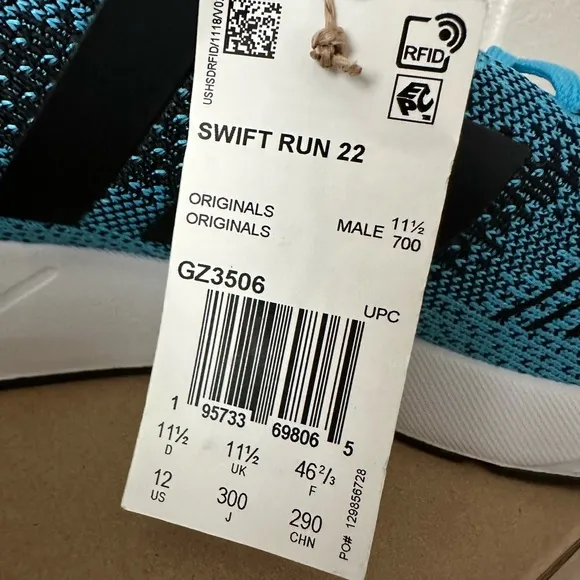 USHSDRFID/1118/V0
RFID
EPC
SWIFT RUN 22
ORIGINALS
ORIGINALS
MALE 11½
700
GZ3506
UPC
1 95733 69806 5
11½ 11½ 46⅔
D UK F
12 300 290
US J CHN
PO# 129856728